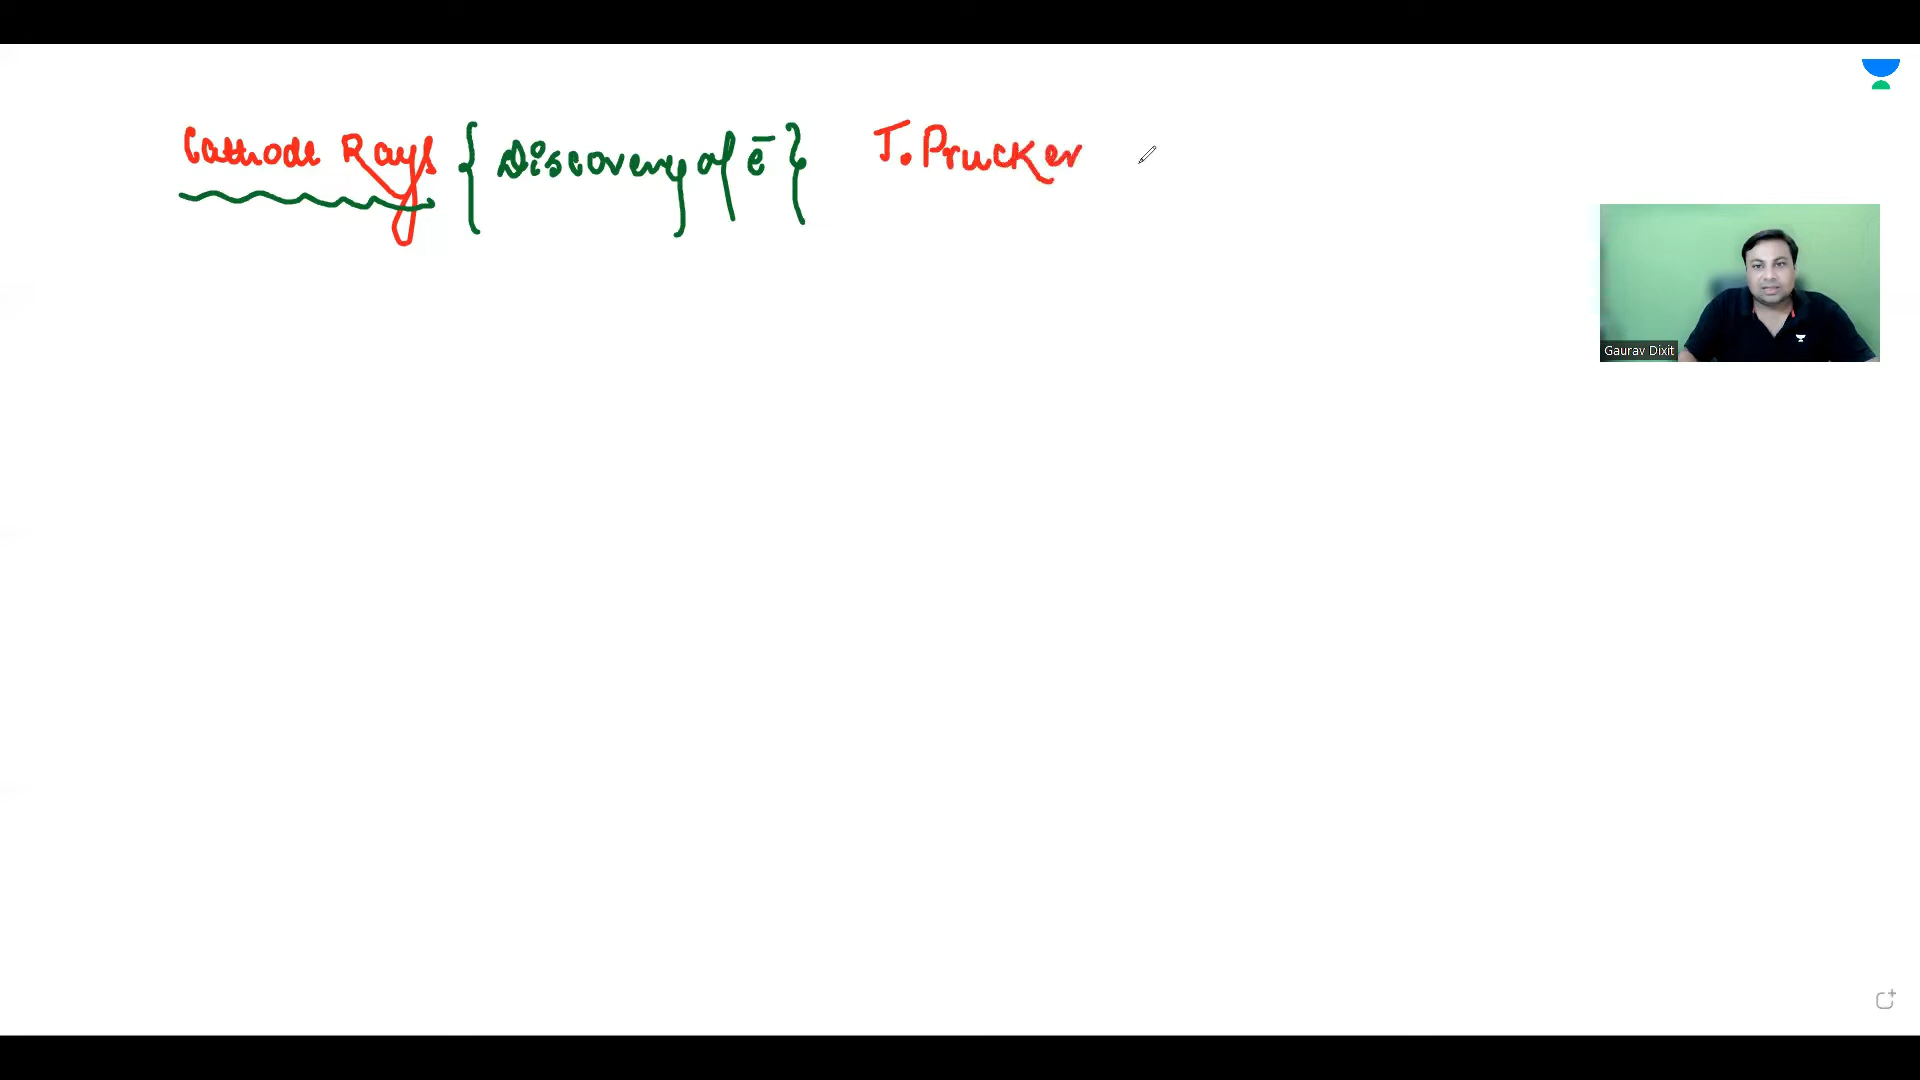 Cathode Rays { Discovery of e⁻ } J. Prucker
Gaurav Dixit